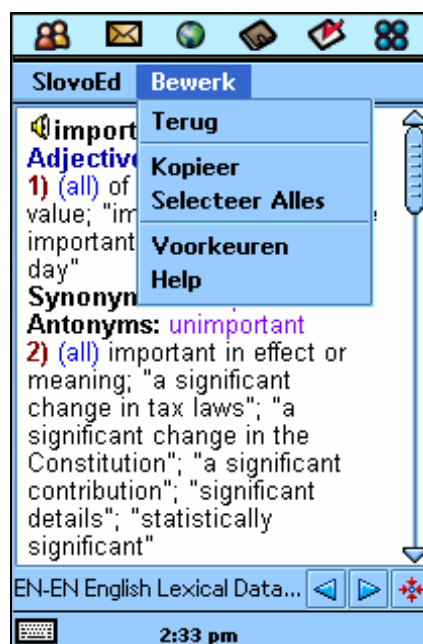 SlovoEd Bewerk
Terug
Kopieer
Selecteer Alles
Voorkeuren
Help
import
Adjective
1) (all) of
value; "im
important
day"
Synonym
Antonyms: unimportant
2) (all) important in effect or
meaning; "a significant
change in tax laws"; "a
significant change in the
Constitution"; "a significant
contribution"; "significant
details"; "statistically
significant"
EN-EN English Lexical Data...
2:33 pm